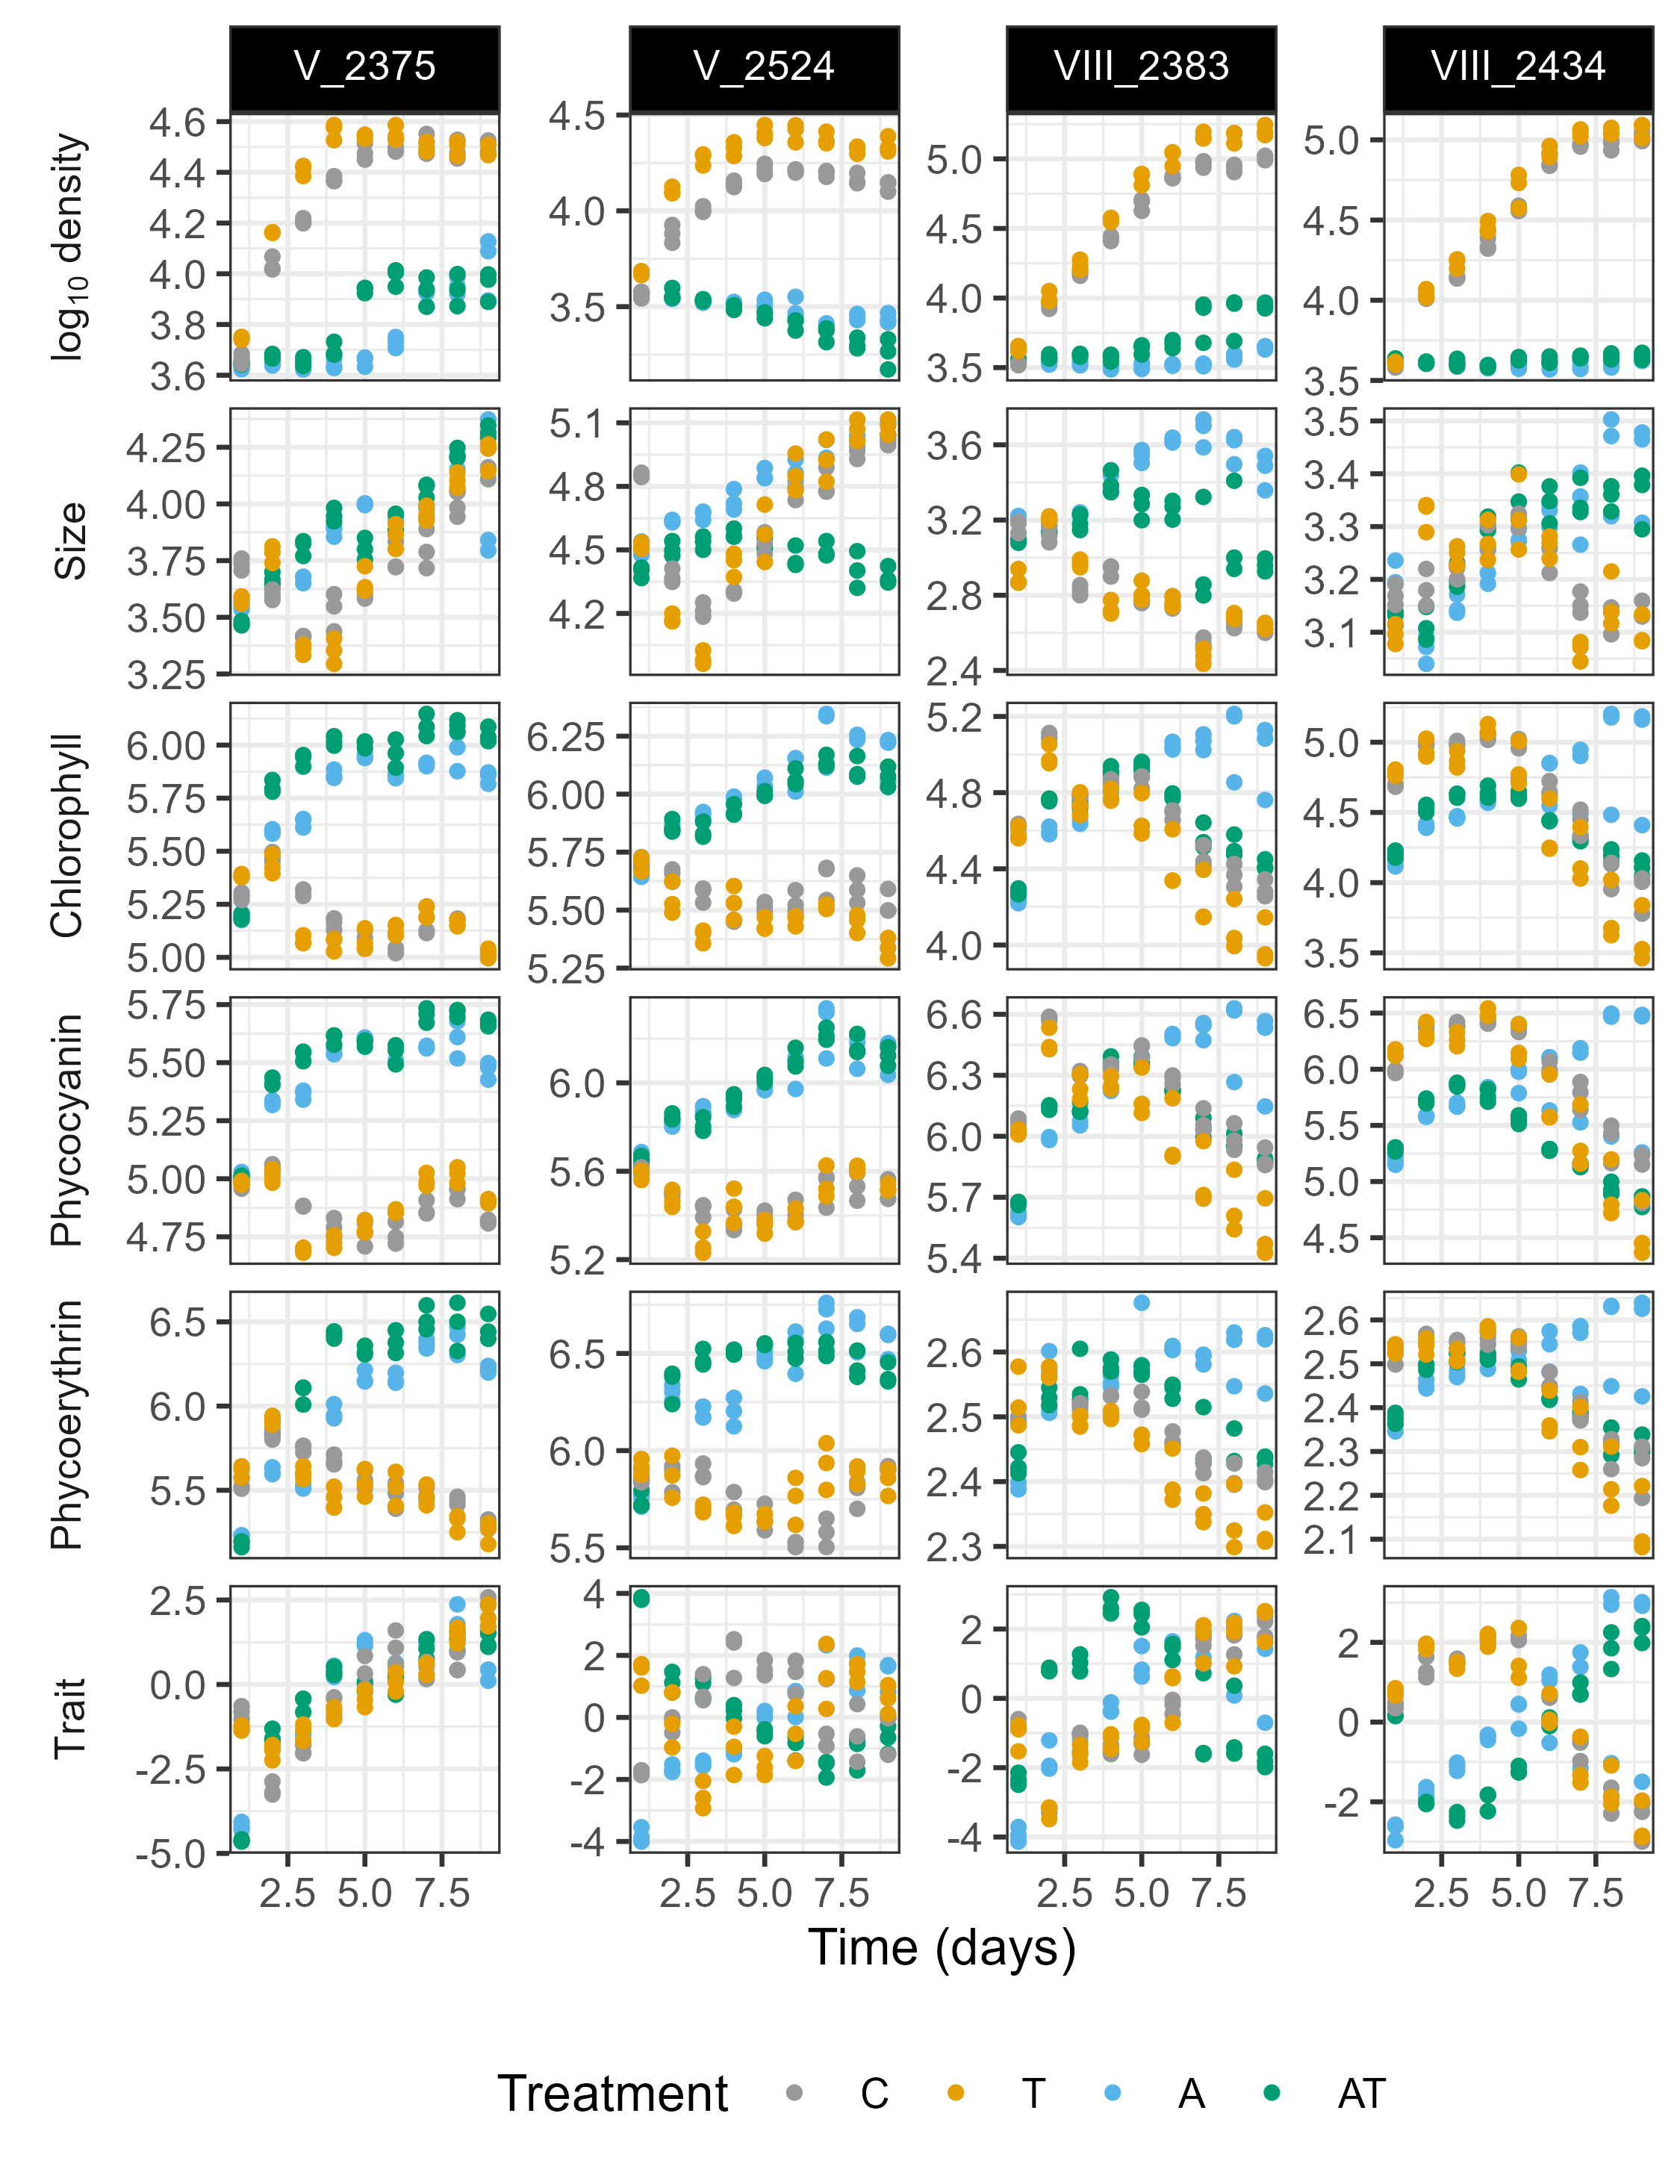 V_2375 V_2524 VIII_2383 VIII_2434
log10 density
4.6 4.4 4.2 4.0 3.8 3.6
4.5 4.0 3.5
5.0 4.5 4.0 3.5
5.0 4.5 4.0 3.5
Size
4.25 4.00 3.75 3.50 3.25
5.1 4.8 4.5 4.2
3.6 3.2 2.8 2.4
3.5 3.4 3.3 3.2 3.1
Chlorophyll
6.00 5.75 5.50 5.25 5.00
6.25 6.00 5.75 5.50 5.25
5.2 4.8 4.4 4.0
5.0 4.5 4.0 3.5
Phycocyanin
5.75 5.50 5.25 5.00 4.75
6.0 5.6 5.2
6.6 6.3 6.0 5.7 5.4
6.5 6.0 5.5 5.0 4.5
Phycoerythrin
6.5 6.0 5.5
6.5 6.0 5.5
2.6 2.5 2.4 2.3
2.6 2.5 2.4 2.3 2.2 2.1
Trait
2.5 0.0 -2.5 -5.0
4 2 0 -2 -4
2 0 -2 -4
2 0 -2
2.5 5.0 7.5 2.5 5.0 7.5 2.5 5.0 7.5 2.5 5.0 7.5
Time (days)
Treatment C T A AT